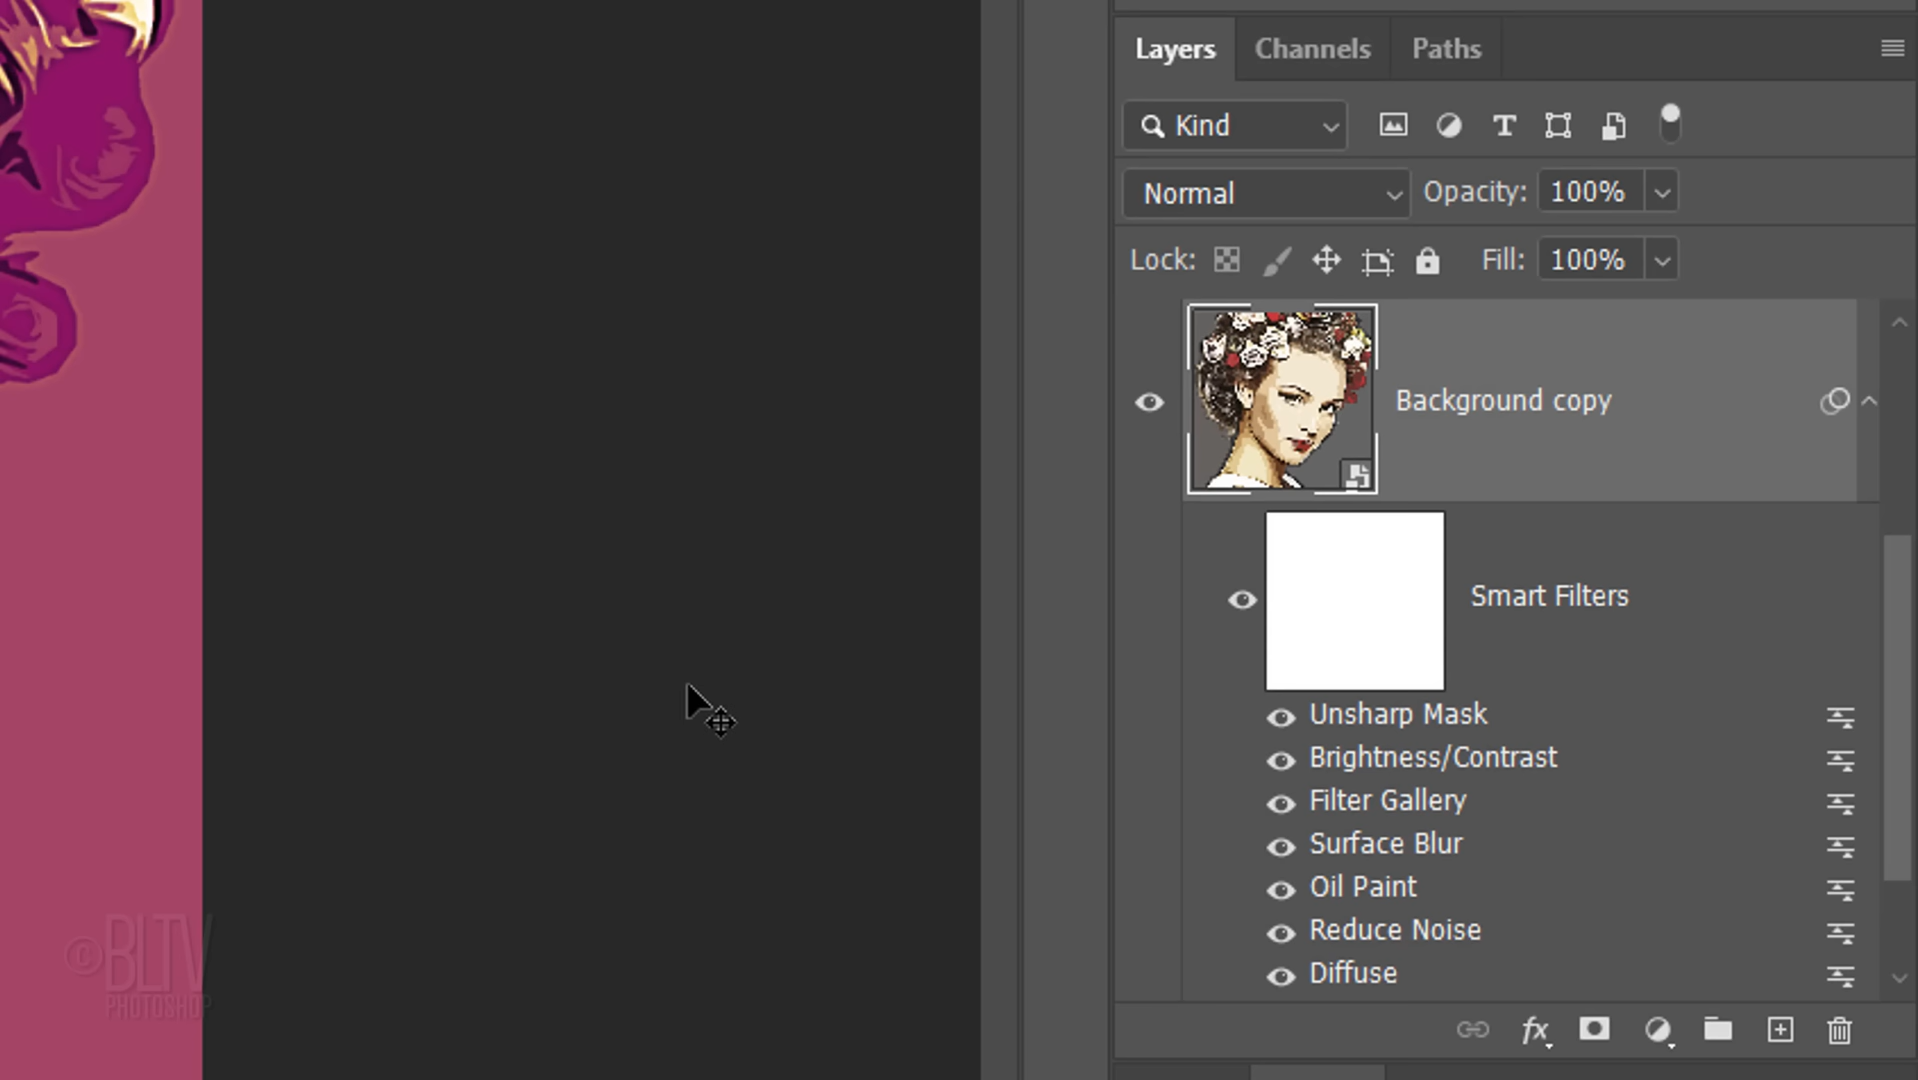 Layers Channels Paths
Kind
Normal Opacity: 100%
Lock: Fill: 100%
Background copy
Smart Filters
Unsharp Mask
Brightness/Contrast
Filter Gallery
Surface Blur
Oil Paint
Reduce Noise
Diffuse
fx
©BLTV
PHOTOSHOP